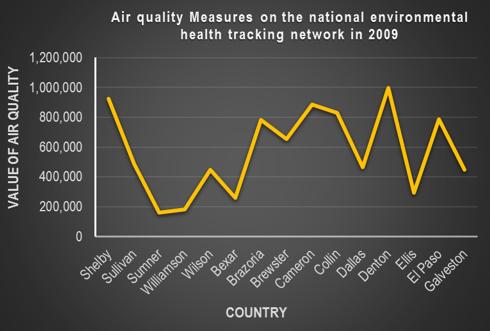 Air quality Measures on the national environmental
health tracking network in 2009
VALUE OF AIR QUALITY
1,200,000
1,000,000
800,000
600,000
400,000
200,000
0
Shelby
Sullivan
Sumner
Williamson
Wilson
Bexar
Brazoria
Brewster
Cameron
Collin
Dallas
Denton
Ellis
El Paso
Galveston
COUNTRY